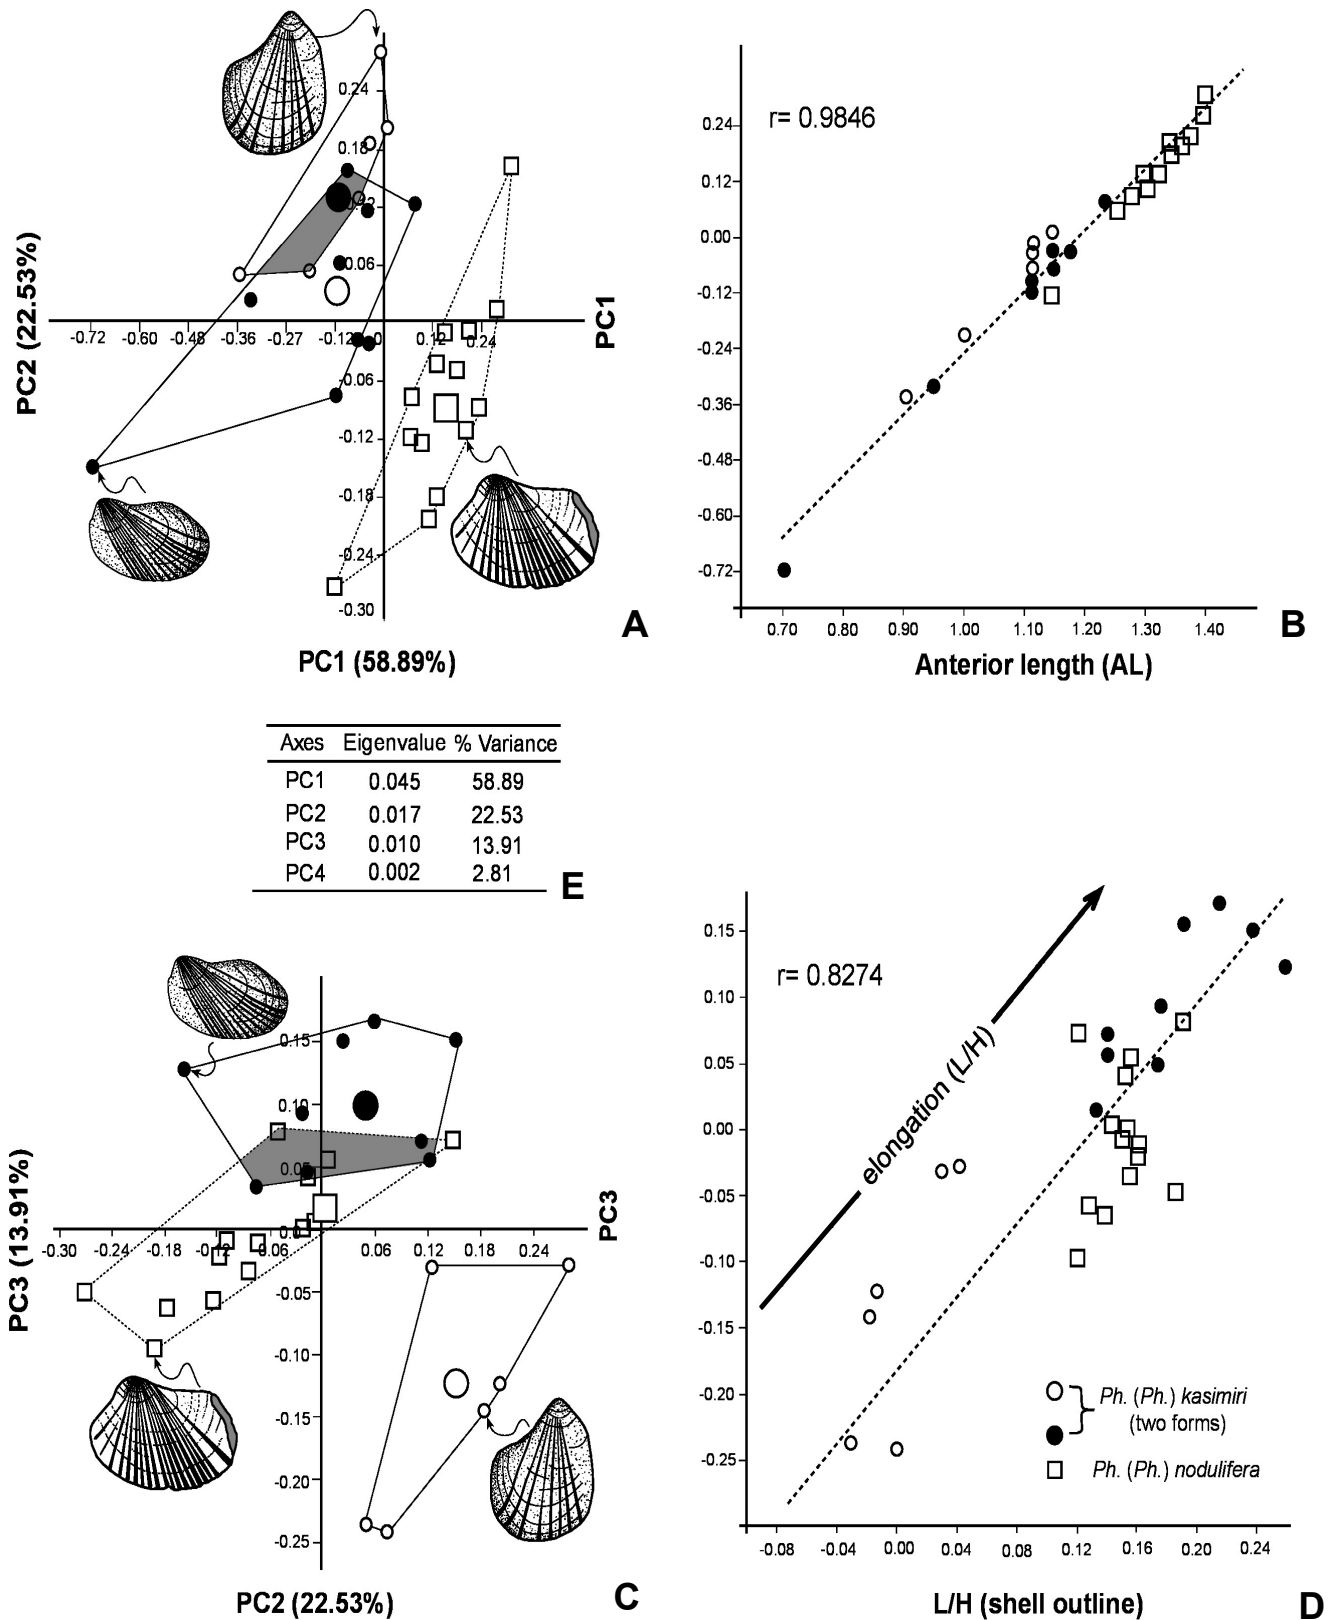 0.24
0.18
0.12
0.06
-0.72 -0.60 -0.48 -0.36 -0.27 -0.12 0 0.12 0.24
-0.06
-0.12
-0.18
-0.24
-0.30
PC2 (22.53%)
PC1
PC1 (58.89%)
A
r= 0.9846
0.24
0.12
0.00
-0.12
-0.24
-0.36
-0.48
-0.60
-0.72
0.70 0.80 0.90 1.00 1.10 1.20 1.30 1.40
Anterior length (AL)
B
Axes Eigenvalue % Variance
PC1 0.045 58.89
PC2 0.017 22.53
PC3 0.010 13.91
PC4 0.002 2.81
E
0.15
0.10
0.05
0.0
-0.30 -0.24 -0.18 -0.12 0.06 0.06 0.12 0.18 0.24
-0.05
-0.10
-0.15
-0.20
-0.25
PC3 (13.91%)
PC3
PC2 (22.53%)
C
r= 0.8274
elongation (L/H)
0.15
0.10
0.05
0.00
-0.05
-0.10
-0.15
-0.20
-0.25
Ph. (Ph.) kasimiri
(two forms)
Ph. (Ph.) nodulifera
-0.08 -0.04 0.00 0.04 0.08 0.12 0.16 0.20 0.24
L/H (shell outline)
D